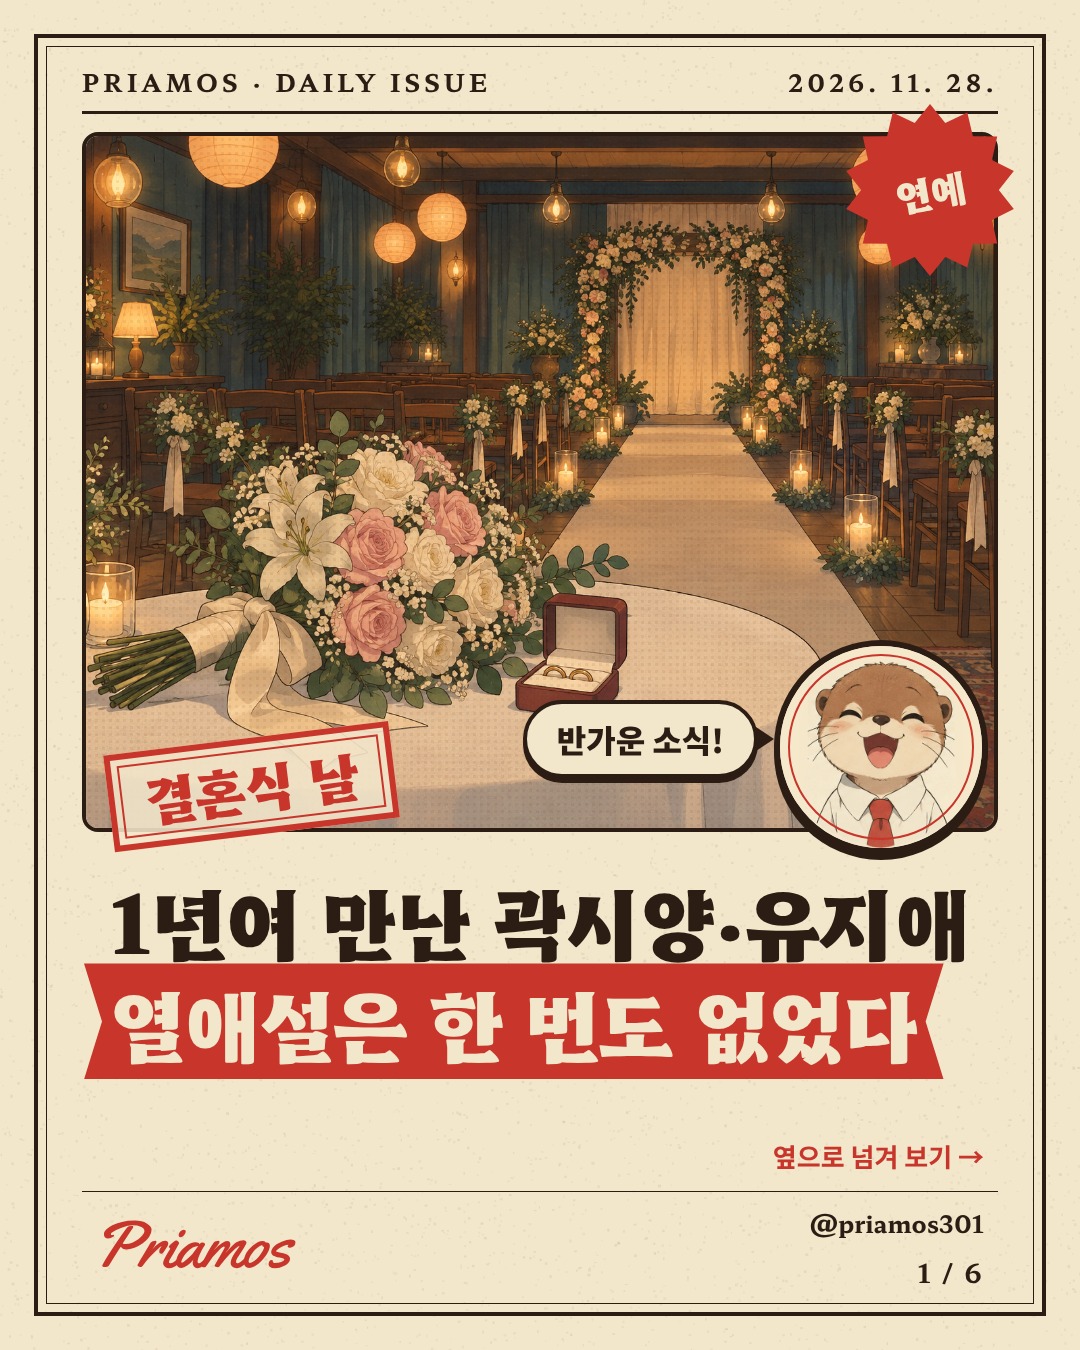 PRIAMOS · DAILY ISSUE
2026. 11. 28.
연예
반가운 소식!
결혼식 날
1년여 만난 곽시양·유지애
열애설은 한 번도 없었다
옆으로 넘겨 보기 →
Priamos
@priamos301
1 / 6